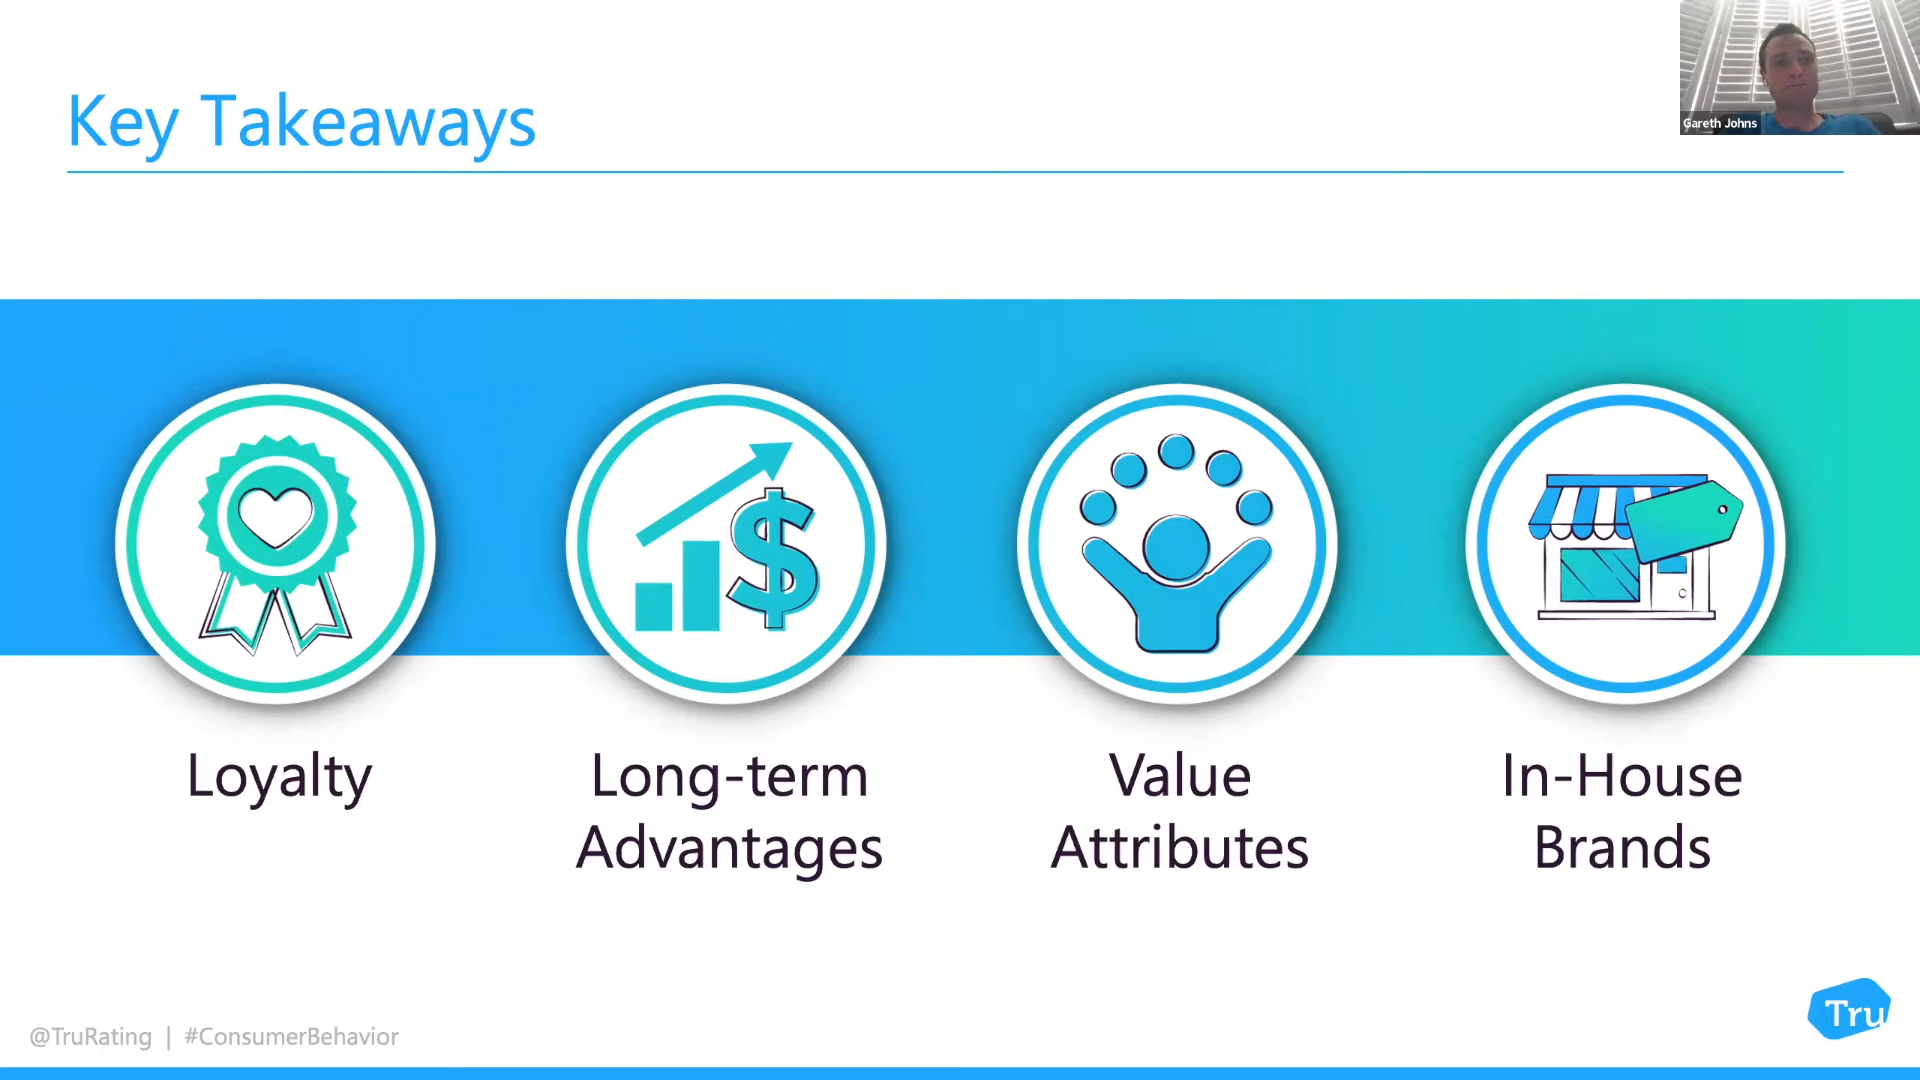 Key Takeaways
Gareth Johns
Loyalty
Long-term
Advantages
Value
Attributes
In-House
Brands
@TruRating | #ConsumerBehavior
Tru